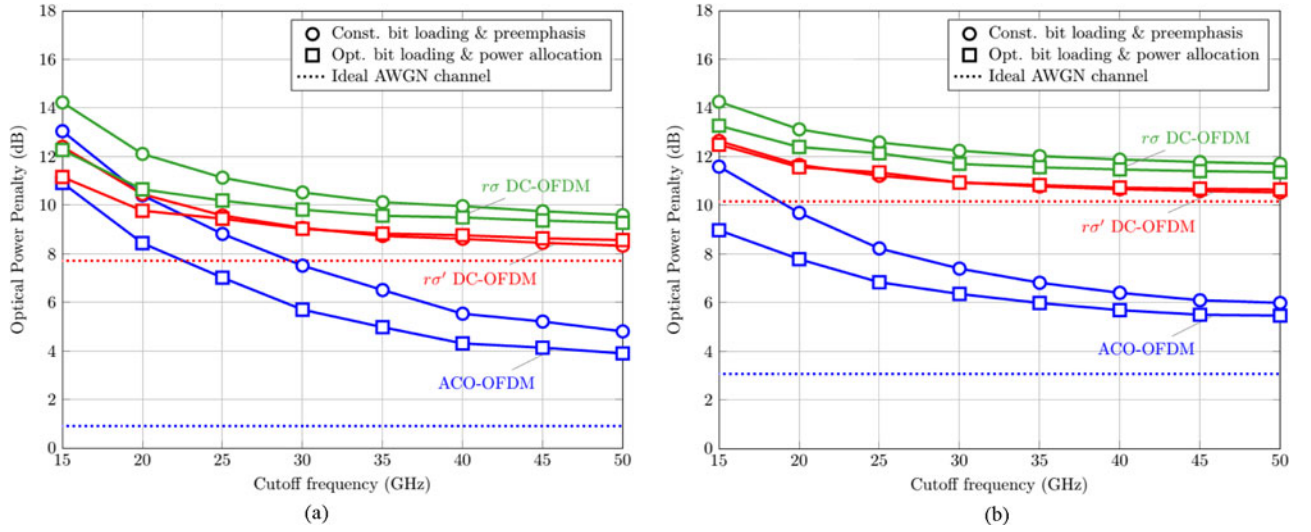 Optical Power Penalty (dB)
18
16
14
12
10
8
6
4
2
0
Const. bit loading & preemphasis
Opt. bit loading & power allocation
Ideal AWGN channel
rσ DC-OFDM
rσ′ DC-OFDM
ACO-OFDM
15 20 25 30 35 40 45 50
Cutoff frequency (GHz)
(a)
Optical Power Penalty (dB)
18
16
14
12
10
8
6
4
2
0
Const. bit loading & preemphasis
Opt. bit loading & power allocation
Ideal AWGN channel
rσ DC-OFDM
rσ′ DC-OFDM
ACO-OFDM
15 20 25 30 35 40 45 50
Cutoff frequency (GHz)
(b)